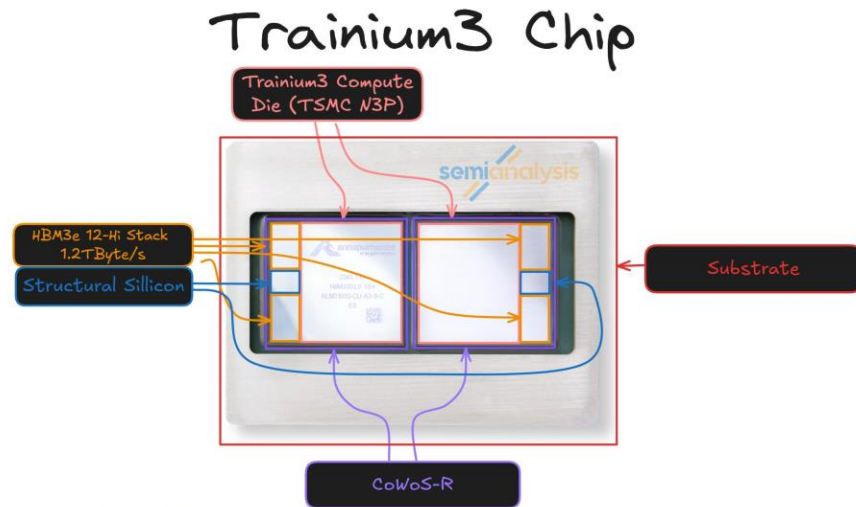 Trainium3 Chip
Trainium3 Compute
Die (TSMC N3P)
semianalysis
HBM3e 12-Hi Stack
1.2TByte/s
Structural Sillicon
Substrate
CoWoS-R